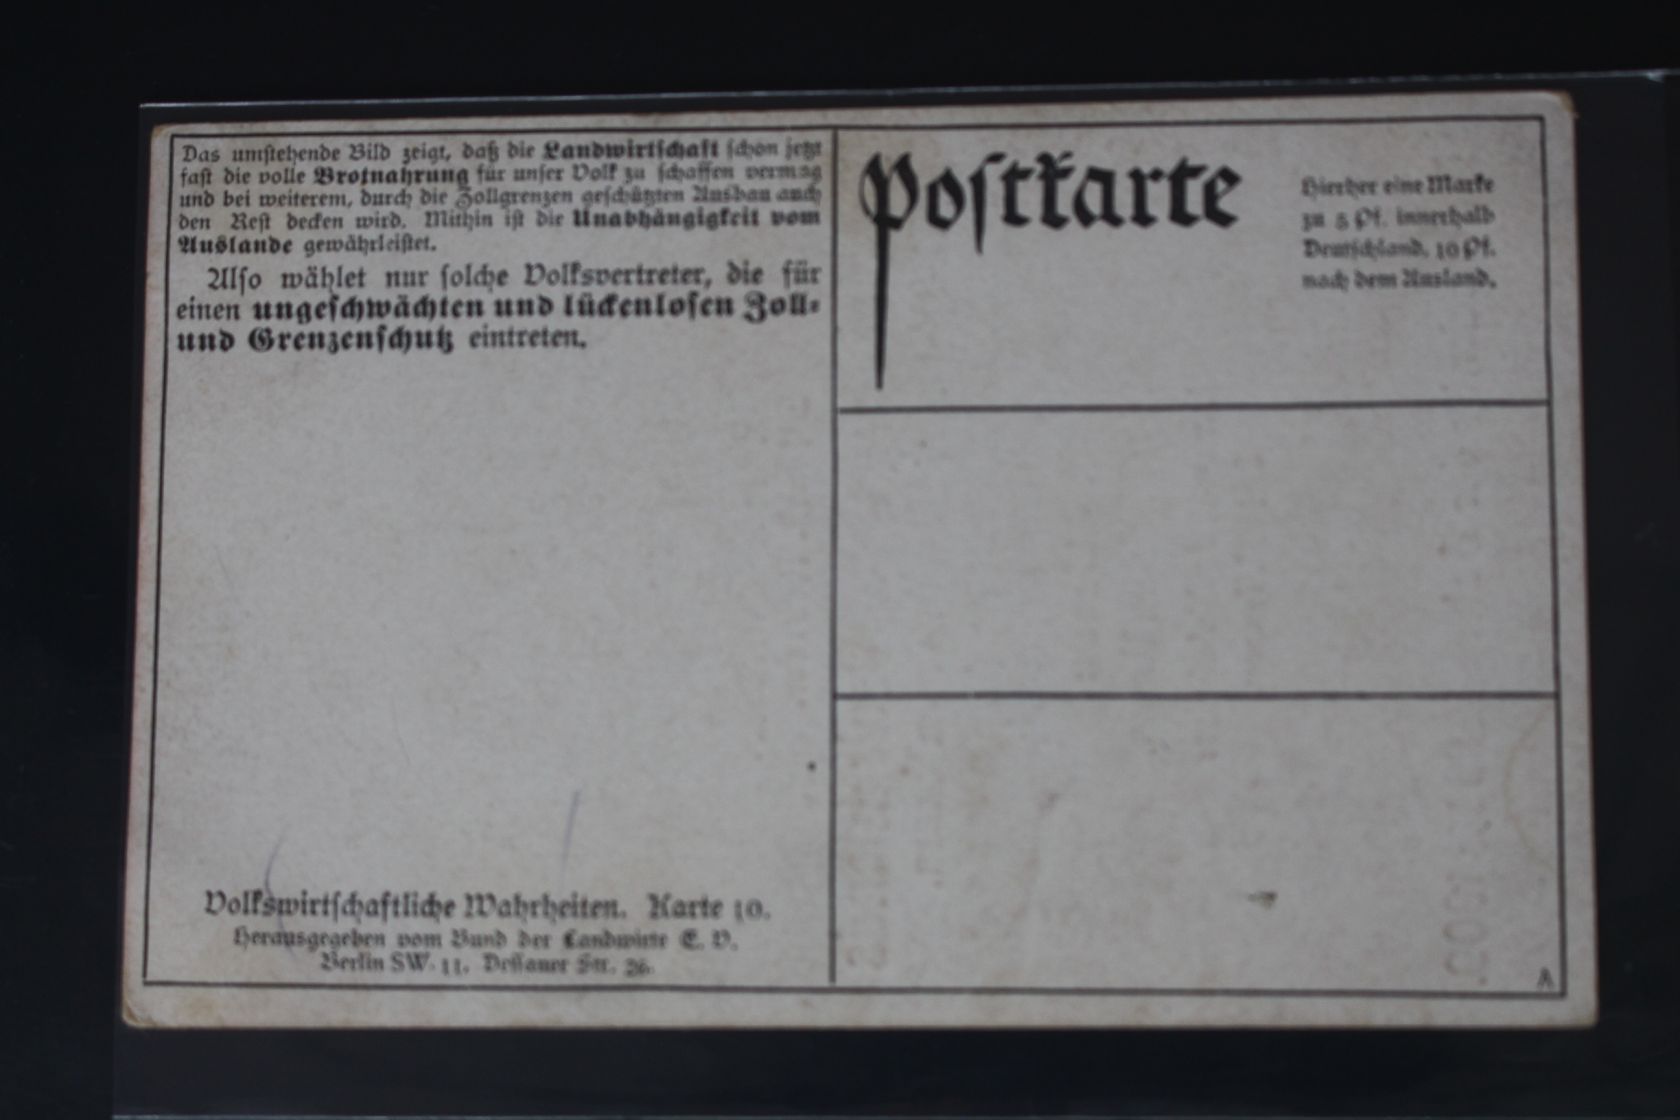 Das umstehende Bild zeigt, daß die Landwirtschaft schon jetzt
fast die volle Brotnahrung für unser Volk zu schaffen vermag
und bei weiterem, durch die Zollgrenzen geschützten Ausbau auch
den Rest decken wird. Mithin ist die Unabhängigkeit vom
Auslande gewährleistet.
Also wählet nur solche Volksvertreter, die für
einen ungeschwächten und lückenlosen Zoll-
und Grenzenschutz eintreten.
Volkswirtschaftliche Wahrheiten. Karte 10.
Herausgegeben vom Bund der Landwirte E. V.
Berlin SW. 11. Dessauer Str. 26.
Postkarte
Hierher eine Marke
zu 5 Pf. innerhalb
Deutschland, 10 Pf.
nach dem Ausland.
A